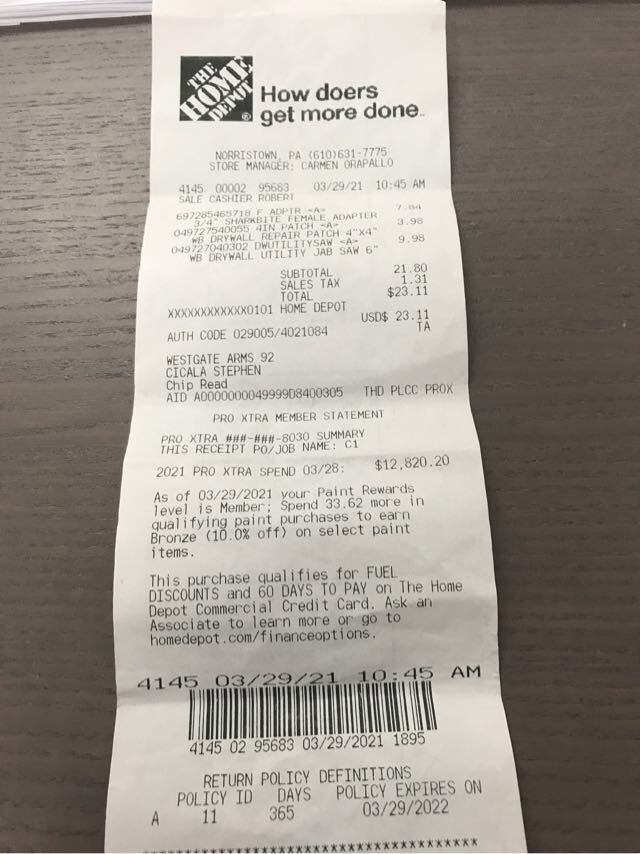 THE
HOME
DEPOT
How doers
get more done™
NORRISTOWN, PA (610)631-7775
STORE MANAGER: CARMEN ORAPALLO
4145 00002 95683 03/29/21 10:45 AM
SALE CASHIER ROBERT
697285465718 F ADPTR <A> 7.84
3/4" SHARKBITE FEMALE ADAPTER
049727540055 4IN PATCH <A> 3.98
WB DRYWALL REPAIR PATCH 4"X4"
049727040302 DWUTILITYSAW <A> 9.98
WB DRYWALL UTILITY JAB SAW 6"
SUBTOTAL 21.80
SALES TAX 1.31
TOTAL $23.11
XXXXXXXXXXXX0101 HOME DEPOT
USD$ 23.11
AUTH CODE 029005/4021084 TA
WESTGATE ARMS 92
CICALA STEPHEN
Chip Read
AID A0000000049999D8400305 THD PLCC PROX
PRO XTRA MEMBER STATEMENT
PRO XTRA ###-###-8030 SUMMARY
THIS RECEIPT PO/JOB NAME: C1
2021 PRO XTRA SPEND 03/28: $12,820.20
As of 03/29/2021 your Paint Rewards
level is Member; Spend 33.62 more in
qualifying paint purchases to earn
Bronze (10.0% off) on select paint
items.
This purchase qualifies for FUEL
DISCOUNTS and 60 DAYS TO PAY on The Home
Depot Commercial Credit Card. Ask an
Associate to learn more or go to
homedepot.com/financeoptions.
4145 03/29/21 10:45 AM
4145 02 95683 03/29/2021 1895
RETURN POLICY DEFINITIONS
POLICY ID DAYS POLICY EXPIRES ON
A 11 365 03/29/2022